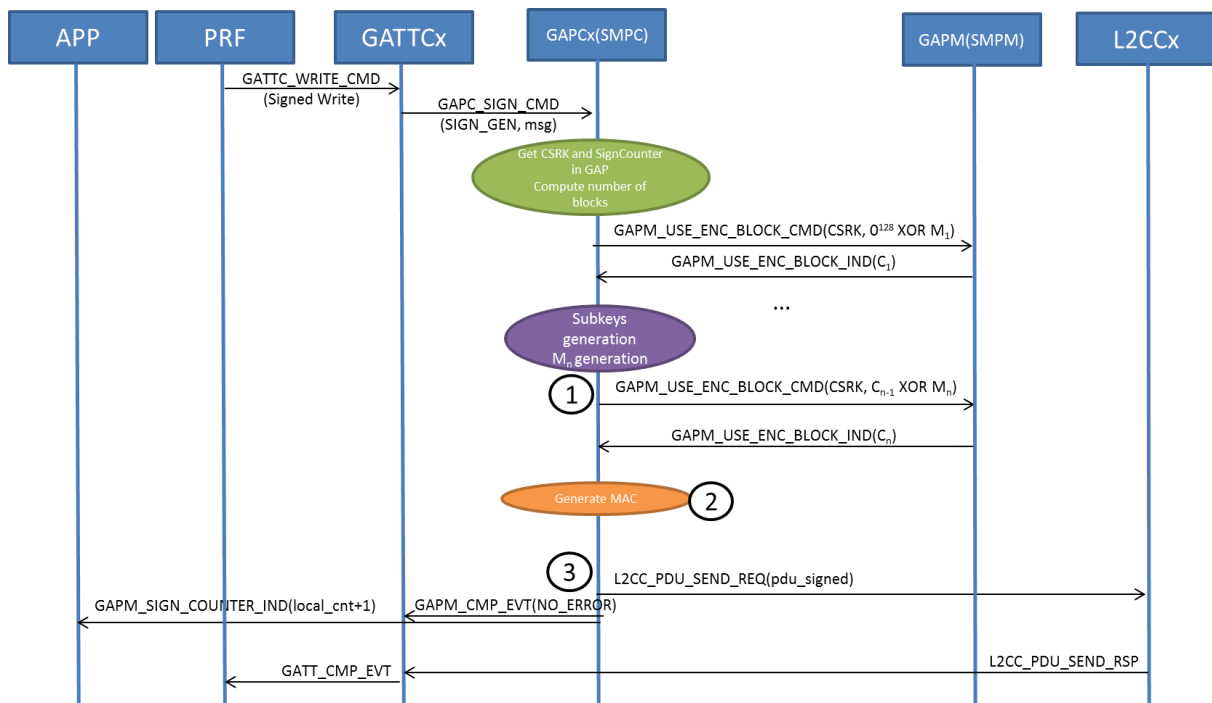 APP
PRF
GATTCx
GAPCx(SMPC)
GAPM(SMPM)
L2CCx
GATTC_WRITE_CMD
(Signed Write)
GAPC_SIGN_CMD
(SIGN_GEN, msg)
Get CSRK and SignCounter
in GAP
Compute number of
blocks
GAPM_USE_ENC_BLOCK_CMD(CSRK, 0¹²⁸ XOR M₁)
GAPM_USE_ENC_BLOCK_IND(C₁)
...
Subkeys
generation
Mₙ generation
1
GAPM_USE_ENC_BLOCK_CMD(CSRK, Cₙ₋₁ XOR Mₙ)
GAPM_USE_ENC_BLOCK_IND(Cₙ)
Generate MAC
2
3
L2CC_PDU_SEND_REQ(pdu_signed)
GAPM_SIGN_COUNTER_IND(local_cnt+1)
GAPM_CMP_EVT(NO_ERROR)
L2CC_PDU_SEND_RSP
GATT_CMP_EVT